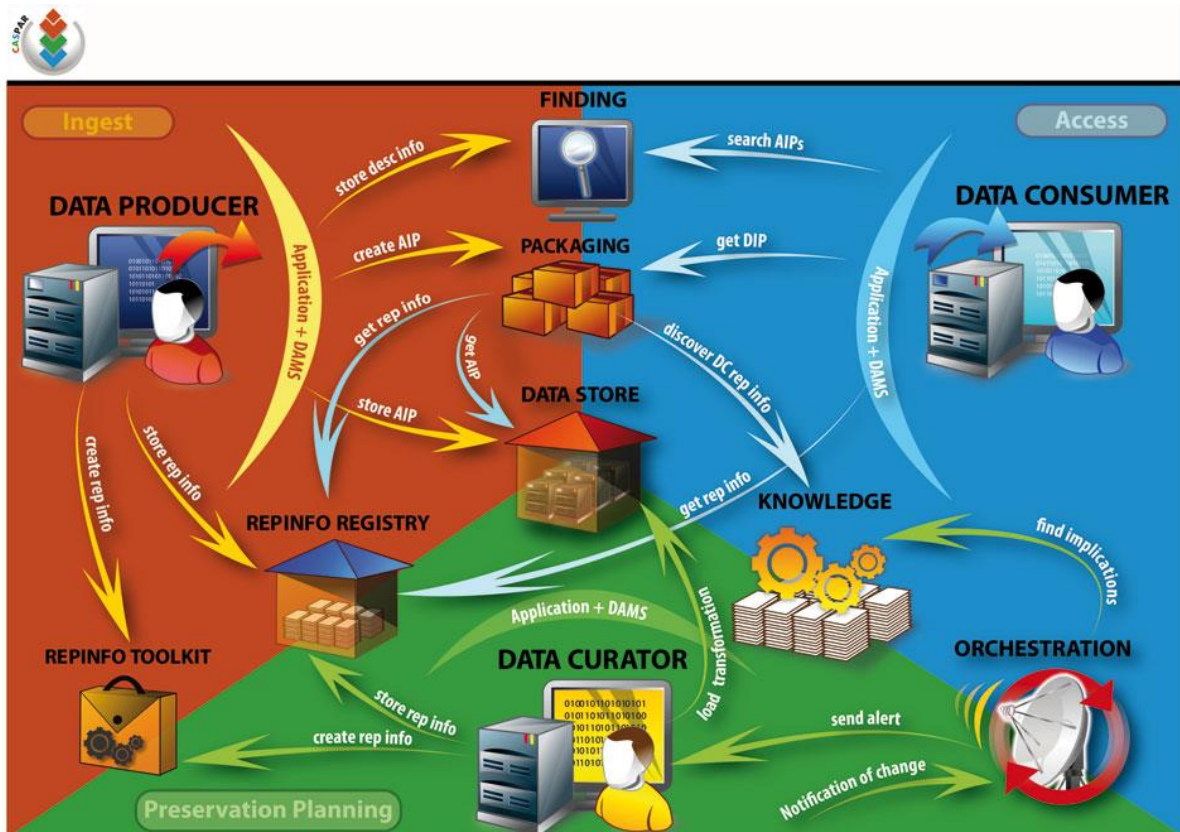 CASPAR
Ingest
FINDING
Access
store desc info
search AIPs
DATA PRODUCER
DATA CONSUMER
Application + DAMS
create AIP
PACKAGING
get DIP
Application + DAMS
get rep info
get AIP
discover DC rep info
DATA STORE
store AIP
create rep info
store rep info
get rep info
REPINFO REGISTRY
KNOWLEDGE
find implications
Application + DAMS
load transformation
REPINFO TOOLKIT
DATA CURATOR
ORCHESTRATION
store rep info
create rep info
0100101101010101
send alert
Notification of change
Preservation Planning